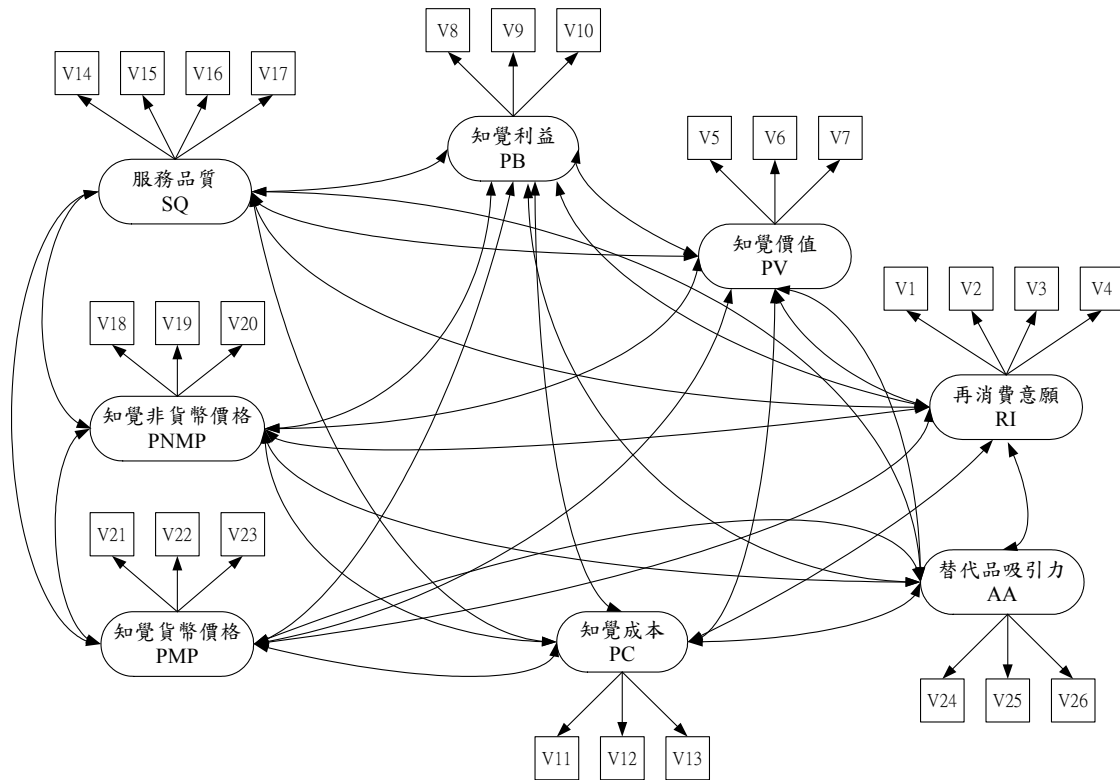 V8 V9 V10
V14 V15 V16 V17
知覺利益
PB
V5 V6 V7
服務品質
SQ
知覺價值
PV
V1 V2 V3 V4
V18 V19 V20
再消費意願
RI
知覺非貨幣價格
PNMP
V21 V22 V23
替代品吸引力
AA
知覺貨幣價格
PMP
知覺成本
PC
V24 V25 V26
V11 V12 V13